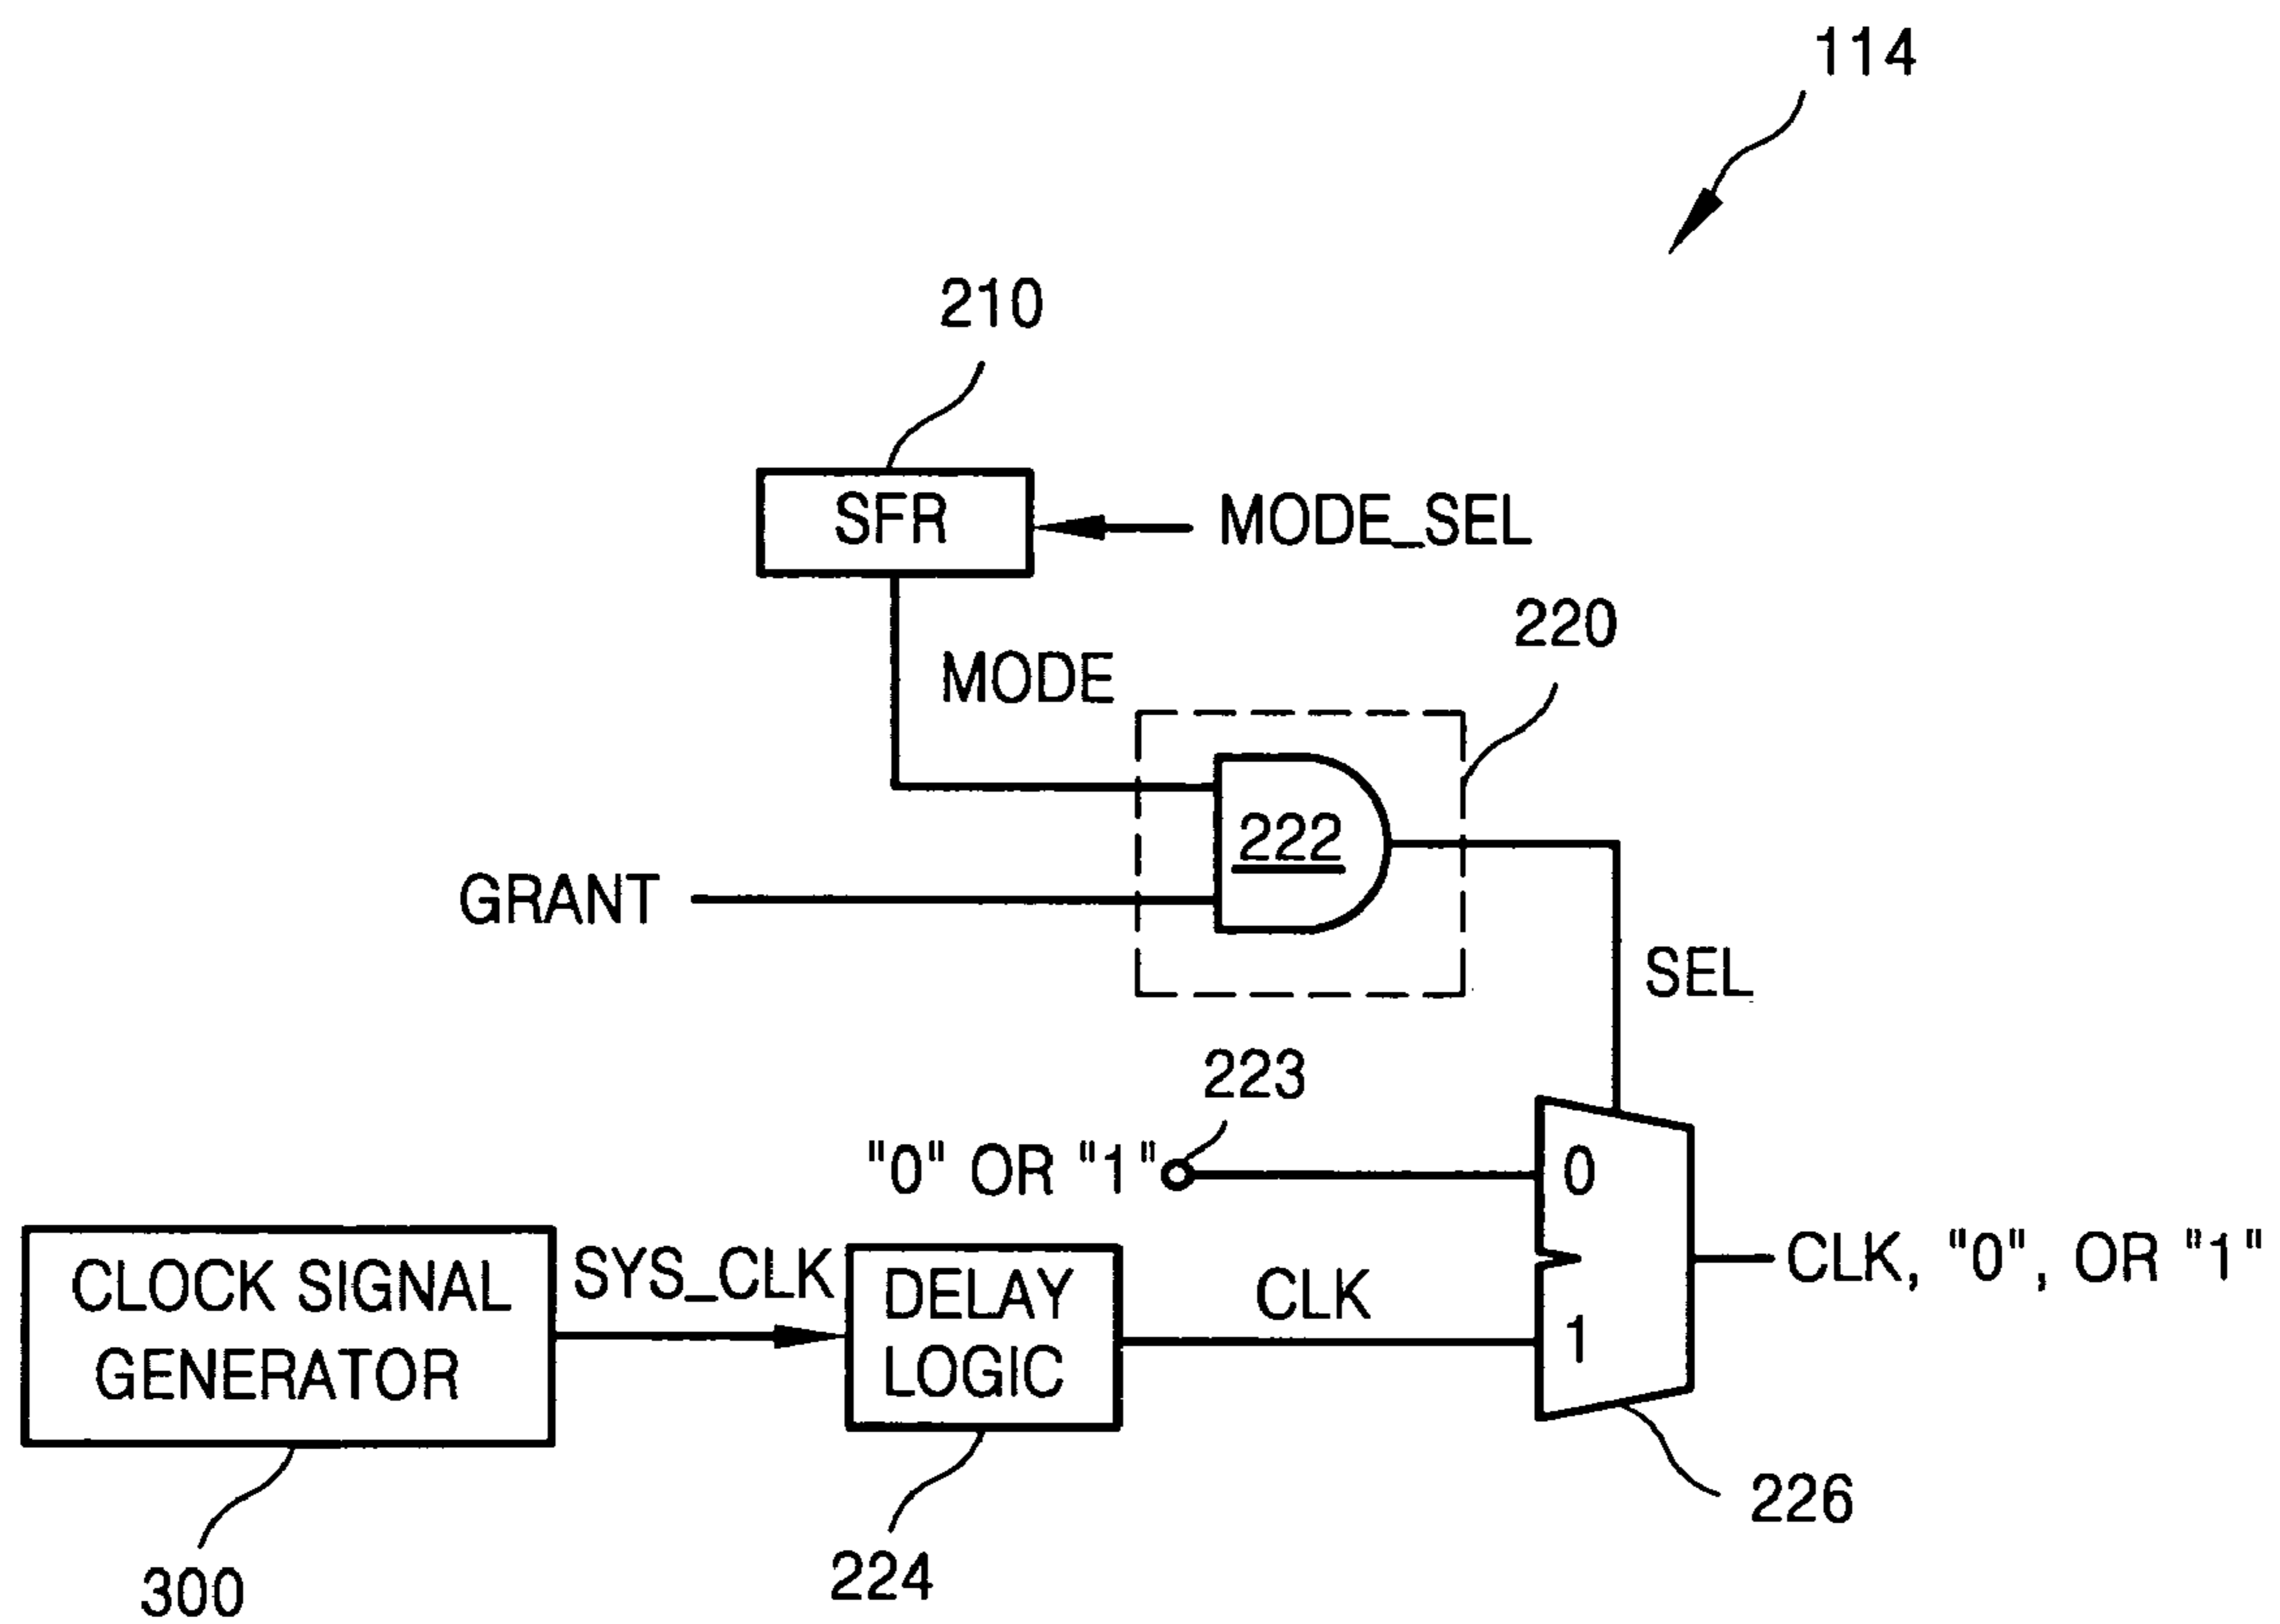 114
210
SFR
MODE_SEL
220
MODE
222
GRANT
SEL
223
"0" OR "1"
0
CLOCK SIGNAL
GENERATOR
SYS_CLK
DELAY
LOGIC
CLK
1
CLK, "0", OR "1"
226
224
300